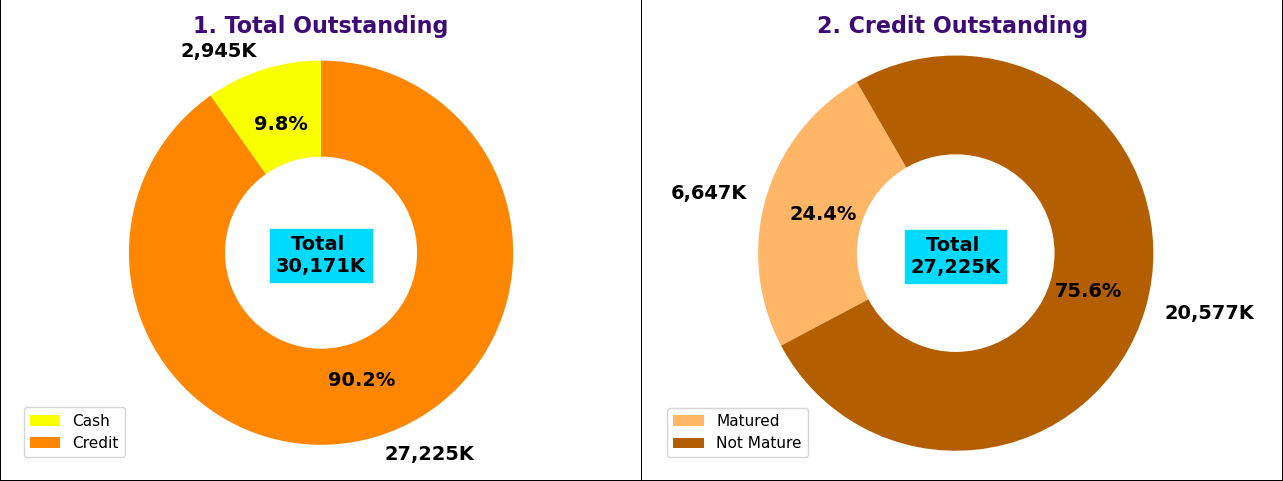 1. Total Outstanding
2,945K
9.8%
Total
30,171K
90.2%
27,225K
Cash
Credit
2. Credit Outstanding
6,647K
24.4%
Total
27,225K
75.6%
20,577K
Matured
Not Mature